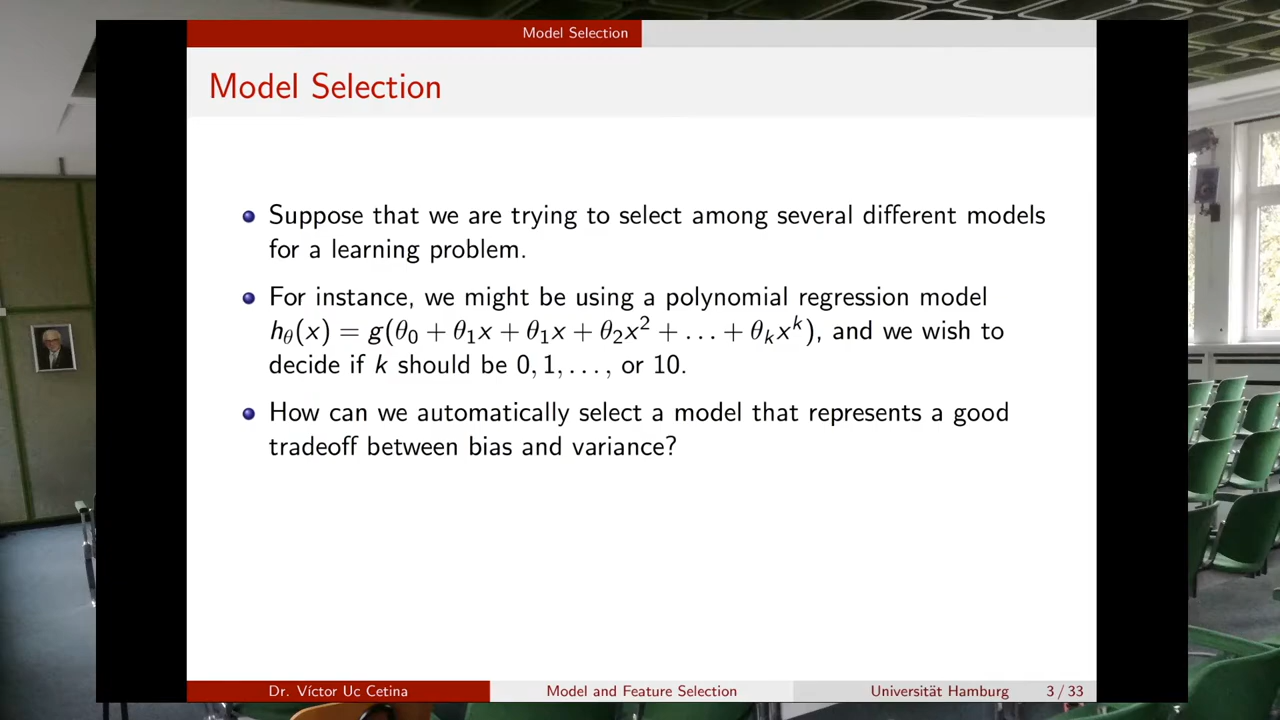 Model Selection
Model Selection
Suppose that we are trying to select among several different models
for a learning problem.
For instance, we might be using a polynomial regression model
hθ(x) = g(θ0 + θ1x + θ1x + θ2x² + ... + θkxᵏ), and we wish to
decide if k should be 0, 1, ..., or 10.
How can we automatically select a model that represents a good
tradeoff between bias and variance?
Dr. Víctor Uc Cetina Model and Feature Selection Universität Hamburg 3 / 33